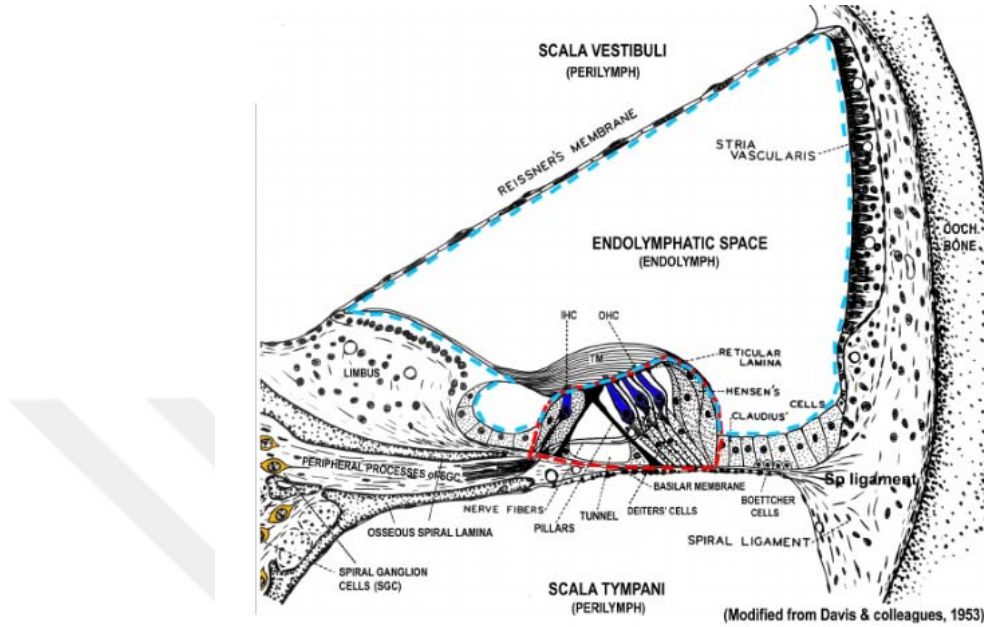 SCALA VESTIBULI
(PERILYMPH)
REISSNER'S MEMBRANE
STRIA
VASCULARIS
COCH.
BONE
ENDOLYMPHATIC SPACE
(ENDOLYMPH)
IHC
OHC
TM
RETICULAR
LAMINA
LIMBUS
HENSEN'S
CELLS
CLAUDIUS'
PERIPHERAL PROCESSES of SGC
Sp ligament
BASILAR MEMBRANE
BOETTCHER
CELLS
NERVE FIBERS
PILLARS
TUNNEL
DEITERS' CELLS
OSSEOUS SPIRAL LAMINA
SPIRAL LIGAMENT
SPIRAL GANGLION
CELLS (SGC)
SCALA TYMPANI
(PERILYMPH)
(Modified from Davis & colleagues, 1953)